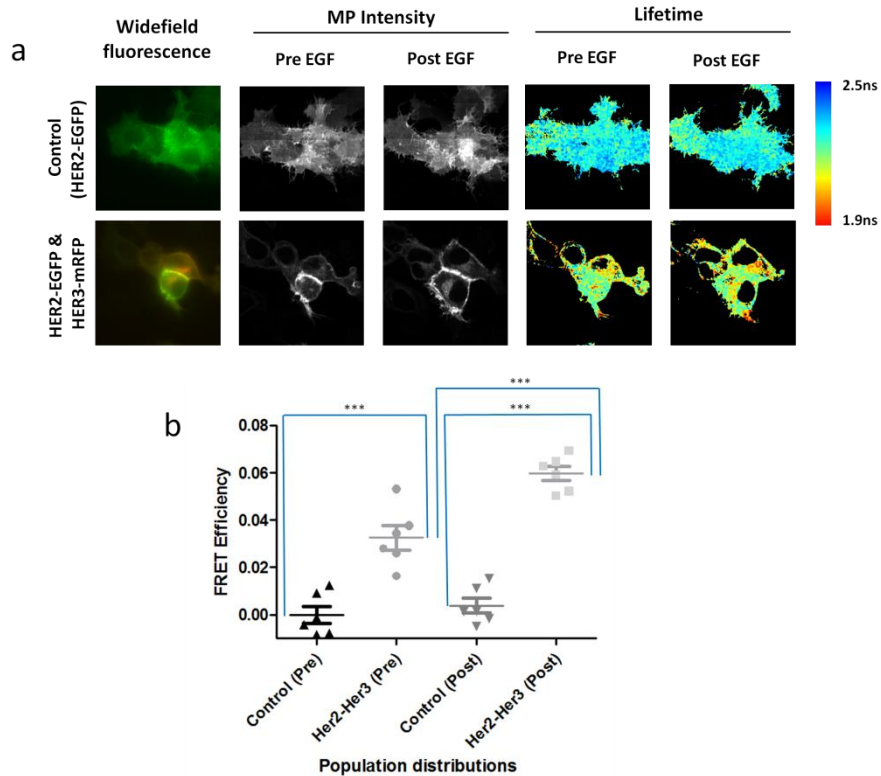 a
Widefield fluorescence
MP Intensity
Lifetime
Pre EGF
Post EGF
Pre EGF
Post EGF
Control (HER2-EGFP)
HER2-EGFP & HER3-mRFP
2.5ns
1.9ns
b
***
***
***
FRET Efficiency
0.08
0.06
0.04
0.02
0.00
Control (Pre)
Her2-Her3 (Pre)
Control (Post)
Her2-Her3 (Post)
Population distributions